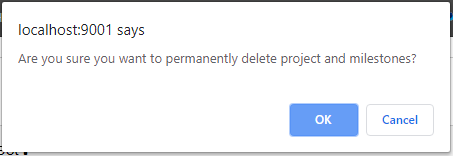 localhost:9001 says
Are you sure you want to permanently delete project and milestones?
OK
Cancel